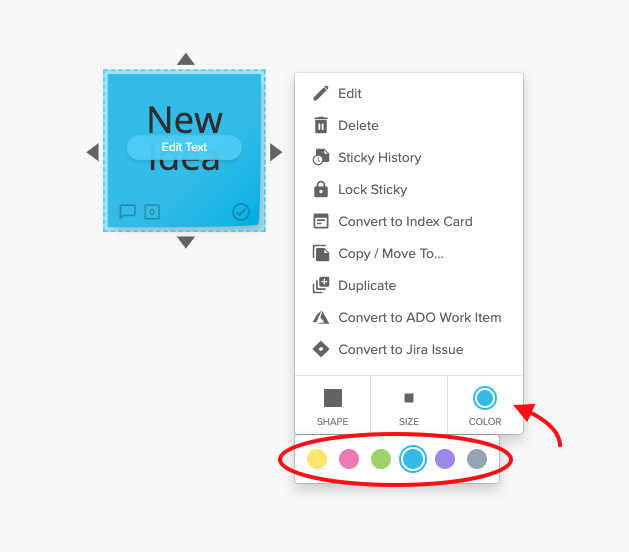 New
Edit Text
Idea
0
Edit
Delete
Sticky History
Lock Sticky
Convert to Index Card
Copy / Move To...
Duplicate
Convert to ADO Work Item
Convert to Jira Issue
SHAPE
SIZE
COLOR